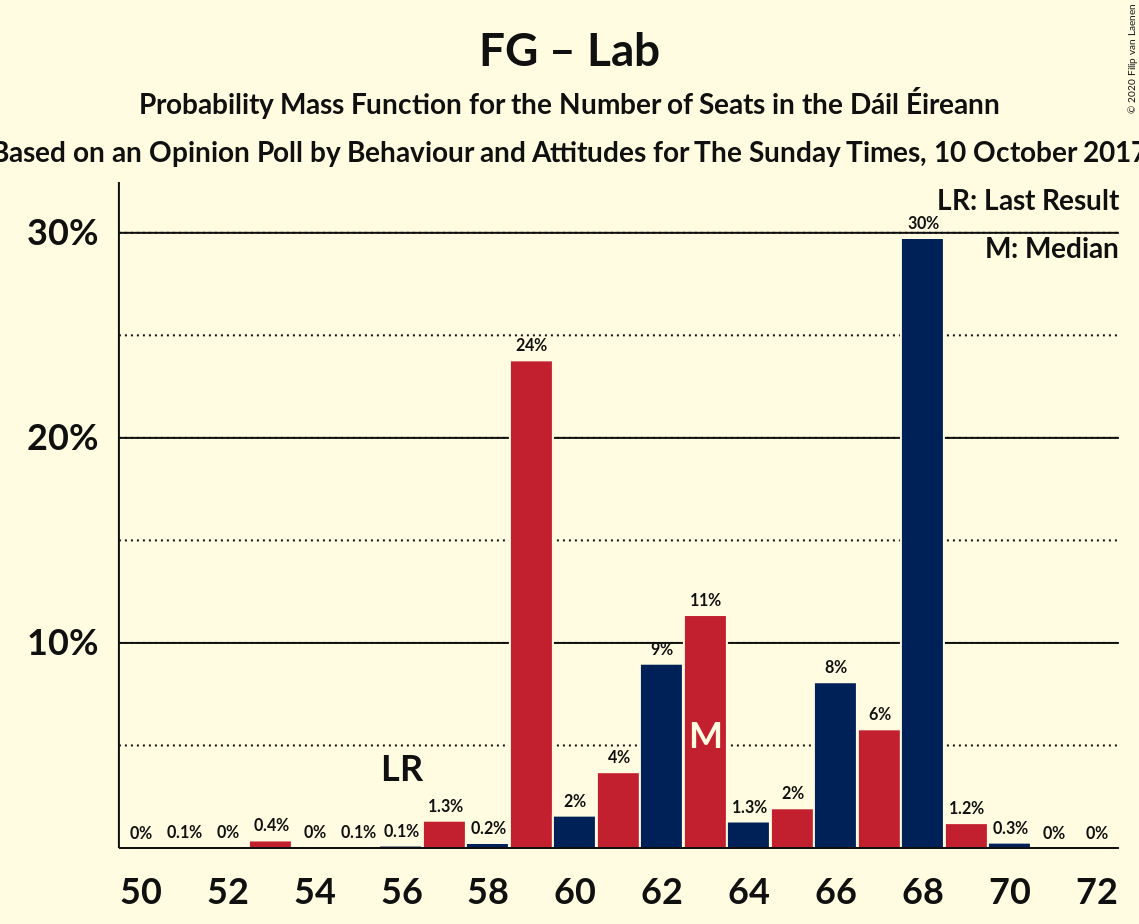 FG – Lab
Probability Mass Function for the Number of Seats in the Dáil Éireann
Based on an Opinion Poll by Behaviour and Attitudes for The Sunday Times, 10 October 2017
© 2020 Filip van Laenen
LR: Last Result
M: Median
30%
20%
10%
0% 0.1% 0% 0.4% 0% 0.1% 0.1% 1.3% 0.2% 24% 2% 4% 9% 11% 1.3% 2% 8% 6% 30% 1.2% 0.3% 0% 0%
LR
M
50 52 54 56 58 60 62 64 66 68 70 72